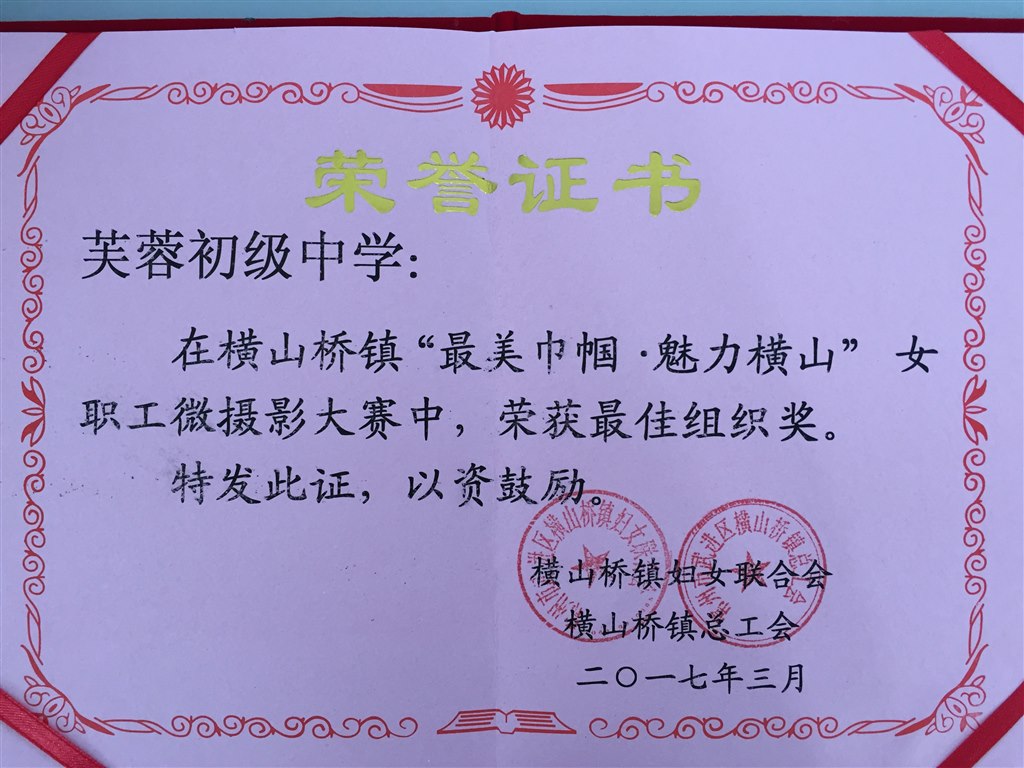 荣誉证书
芙蓉初级中学：
在横山桥镇“最美巾帼·魅力横山”女
职工微摄影大赛中，荣获最佳组织奖。
特发此证，以资鼓励。
横山桥镇妇女联合会
横山桥镇总工会
二〇一七年三月